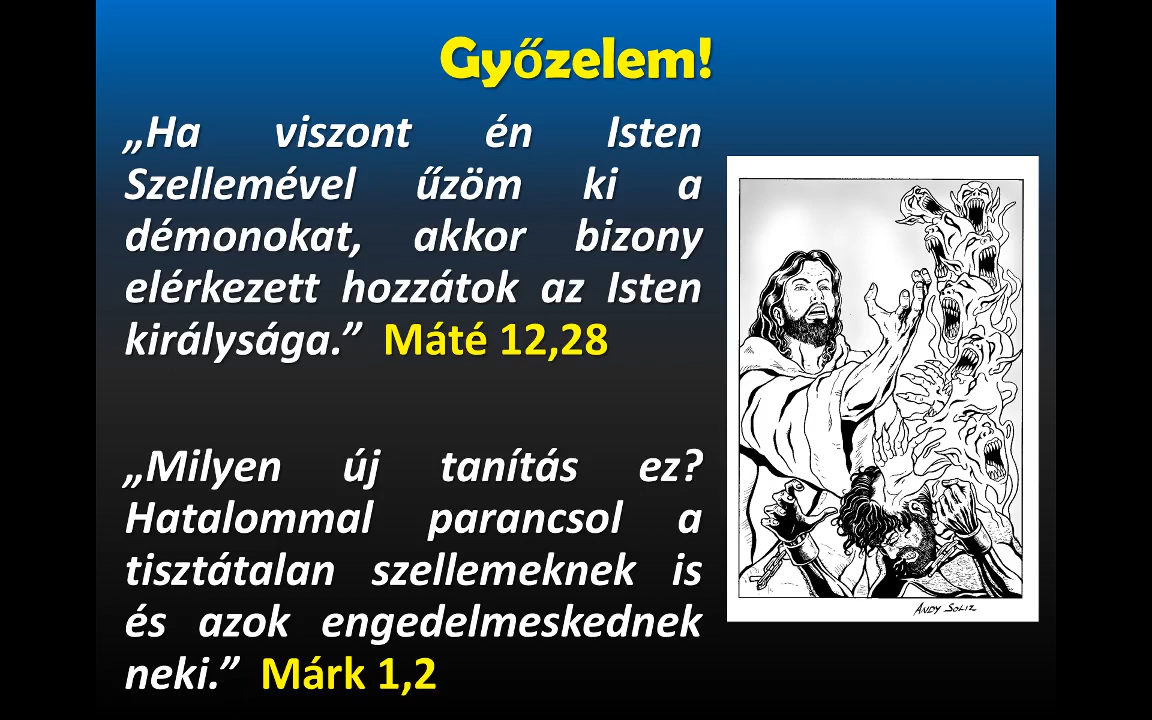 Győzelem!
„Ha viszont én Isten
Szellemével űzöm ki a
démonokat, akkor bizony
elérkezett hozzátok az Isten
királysága.” Máté 12,28
„Milyen új tanítás ez?
Hatalommal parancsol a
tisztátalan szellemeknek is
és azok engedelmeskednek
neki.” Márk 1,2
ANDY SOLIZ